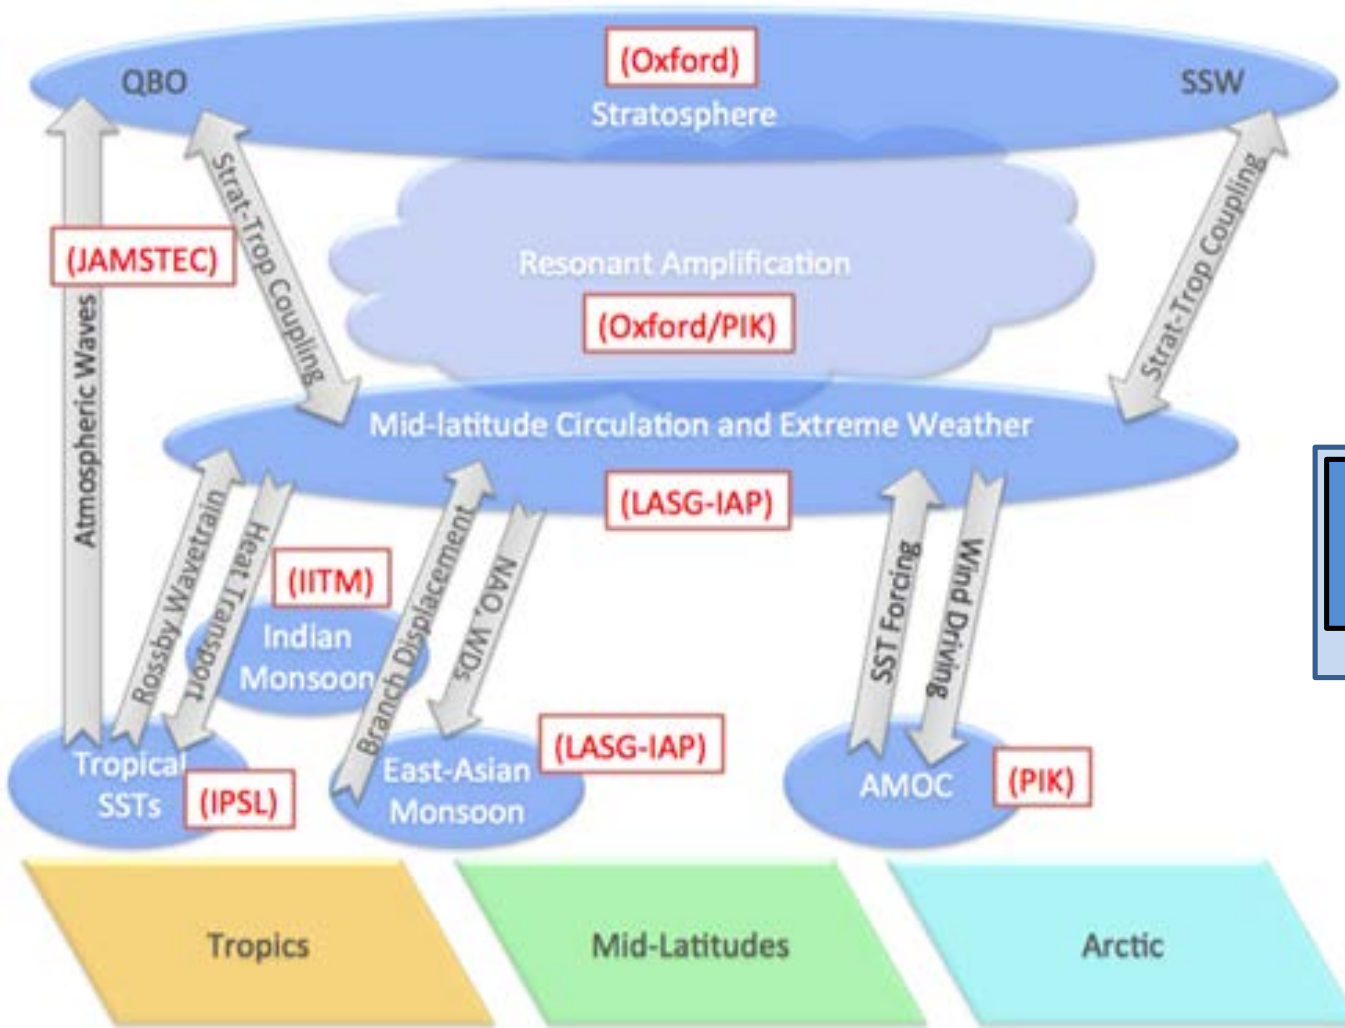 (Oxford)
QBO
SSW
Stratosphere
Strat-Trop Coupling
Strat-Trop Coupling
(JAMSTEC)
Resonant Amplification
(Oxford/PIK)
Atmospheric Waves
Mid-latitude Circulation and Extreme Weather
(LASG-IAP)
Rossby Wavetrain
Heat Transport
(IITM)
Indian
Monsoon
Branch Displacement
NAO, WDs
SST Forcing
Wind Driving
Tropical
SSTs
(IPSL)
East-Asian
Monsoon
(LASG-IAP)
AMOC
(PIK)
Tropics
Mid-Latitudes
Arctic